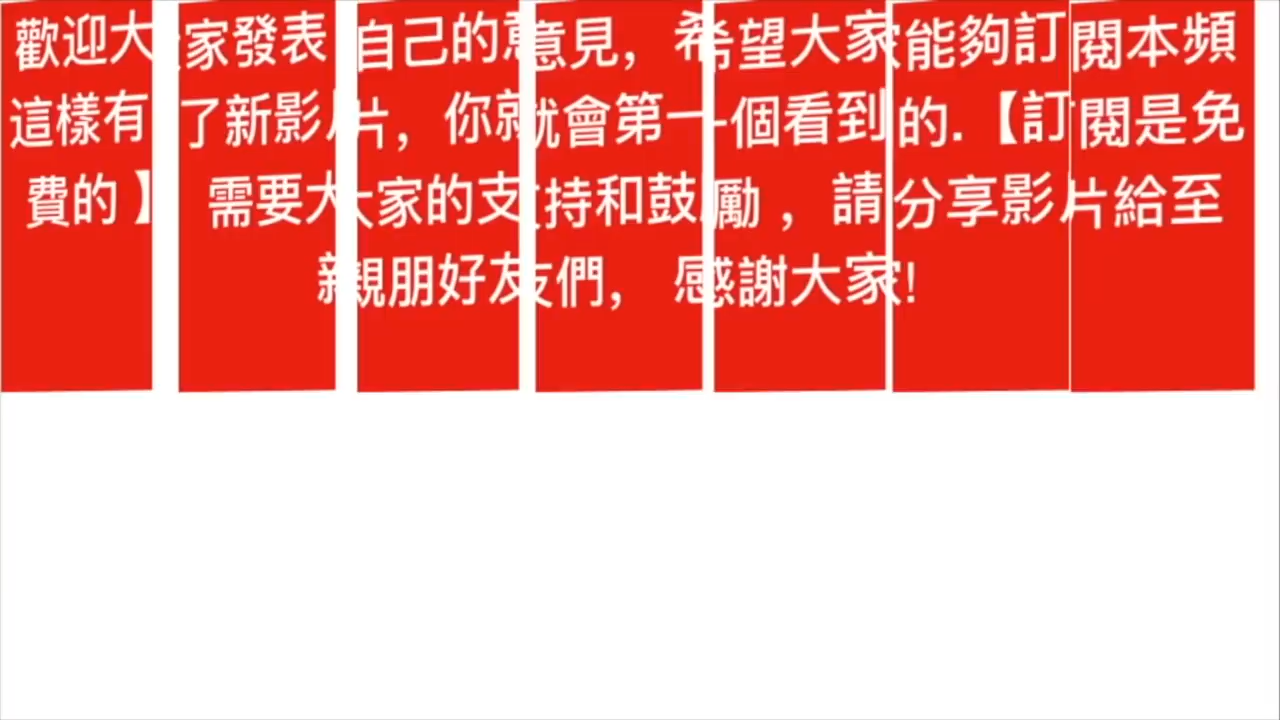 歡迎大家發表自己的意見，希望大家能夠訂閱本頻
這樣有了新影片，你就會第一個看到的.【訂閱是免
費的】 需要大家的支持和鼓勵，請分享影片給至
親朋好友們， 感謝大家!